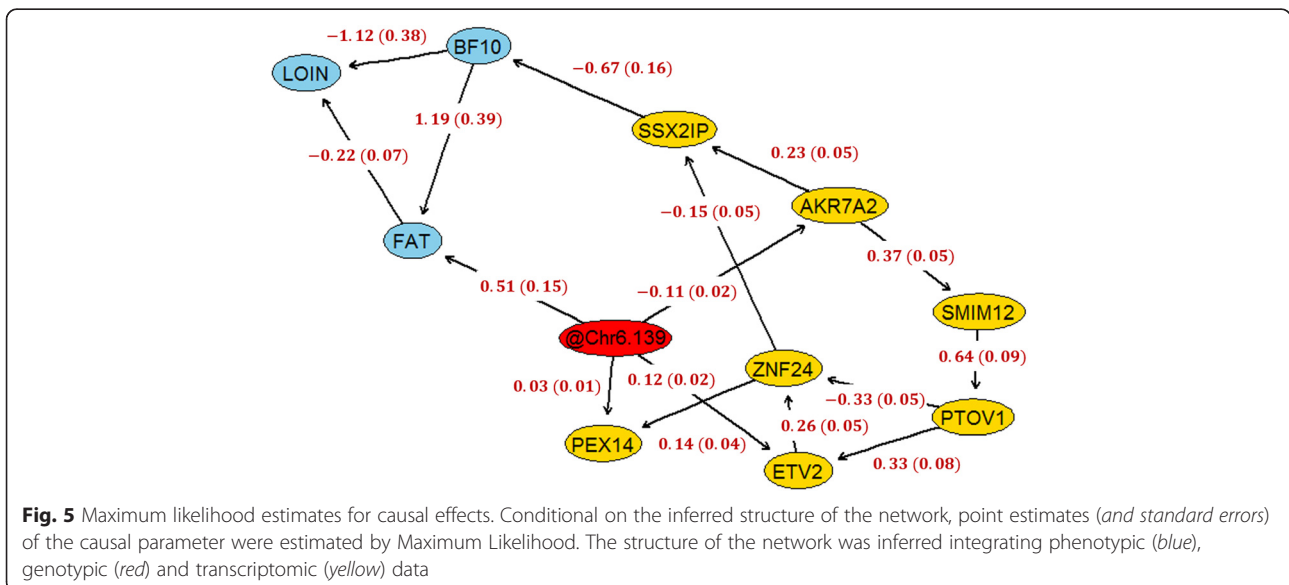 −1.12 (0.38)
BF10
LOIN
−0.67 (0.16)
1.19 (0.39)
SSX2IP
−0.22 (0.07)
0.23 (0.05)
AKR7A2
−0.15 (0.05)
FAT
0.37 (0.05)
0.51 (0.15)
−0.11 (0.02)
SMIM12
@Chr6.139
0.64 (0.09)
ZNF24
0.03 (0.01)
0.12 (0.02)
−0.33 (0.05)
PTOV1
0.26 (0.05)
PEX14
0.14 (0.04)
0.33 (0.08)
ETV2
Fig. 5 Maximum likelihood estimates for causal effects. Conditional on the inferred structure of the network, point estimates (and standard errors)
of the causal parameter were estimated by Maximum Likelihood. The structure of the network was inferred integrating phenotypic (blue),
genotypic (red) and transcriptomic (yellow) data